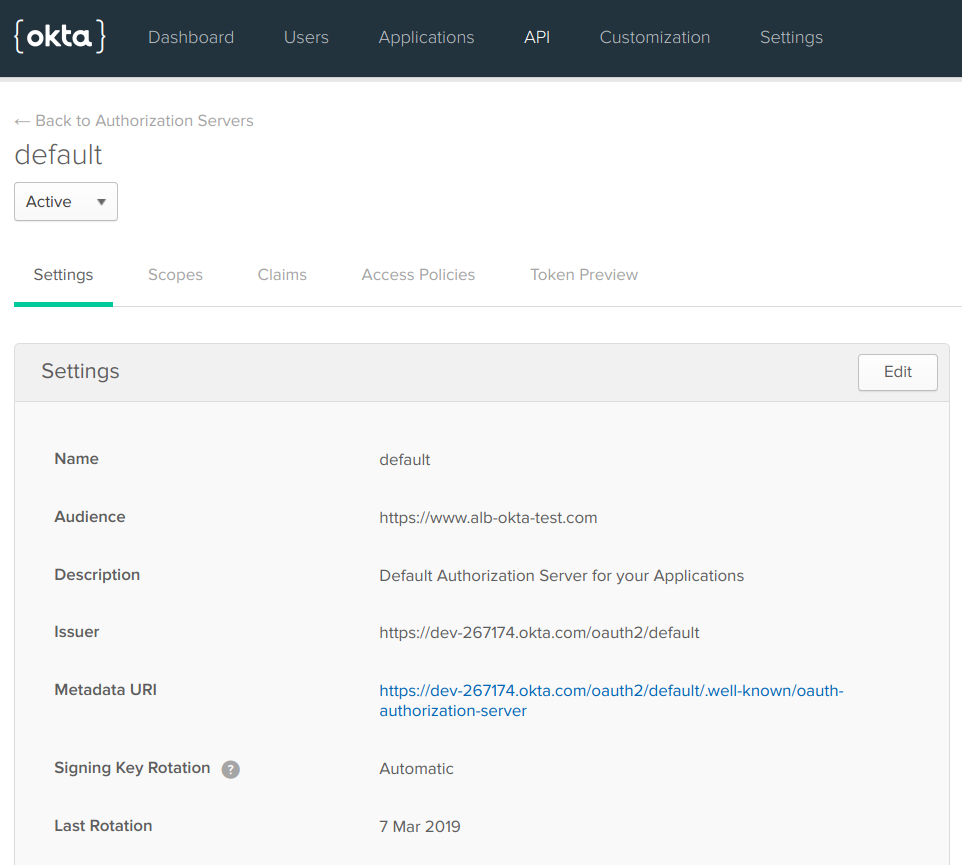 {okta} Dashboard Users Applications API Customization Settings
← Back to Authorization Servers
default
Active
Settings Scopes Claims Access Policies Token Preview
Settings Edit
Name default
Audience https://www.alb-okta-test.com
Description Default Authorization Server for your Applications
Issuer https://dev-267174.okta.com/oauth2/default
Metadata URI https://dev-267174.okta.com/oauth2/default/.well-known/oauth-
authorization-server
Signing Key Rotation ? Automatic
Last Rotation 7 Mar 2019